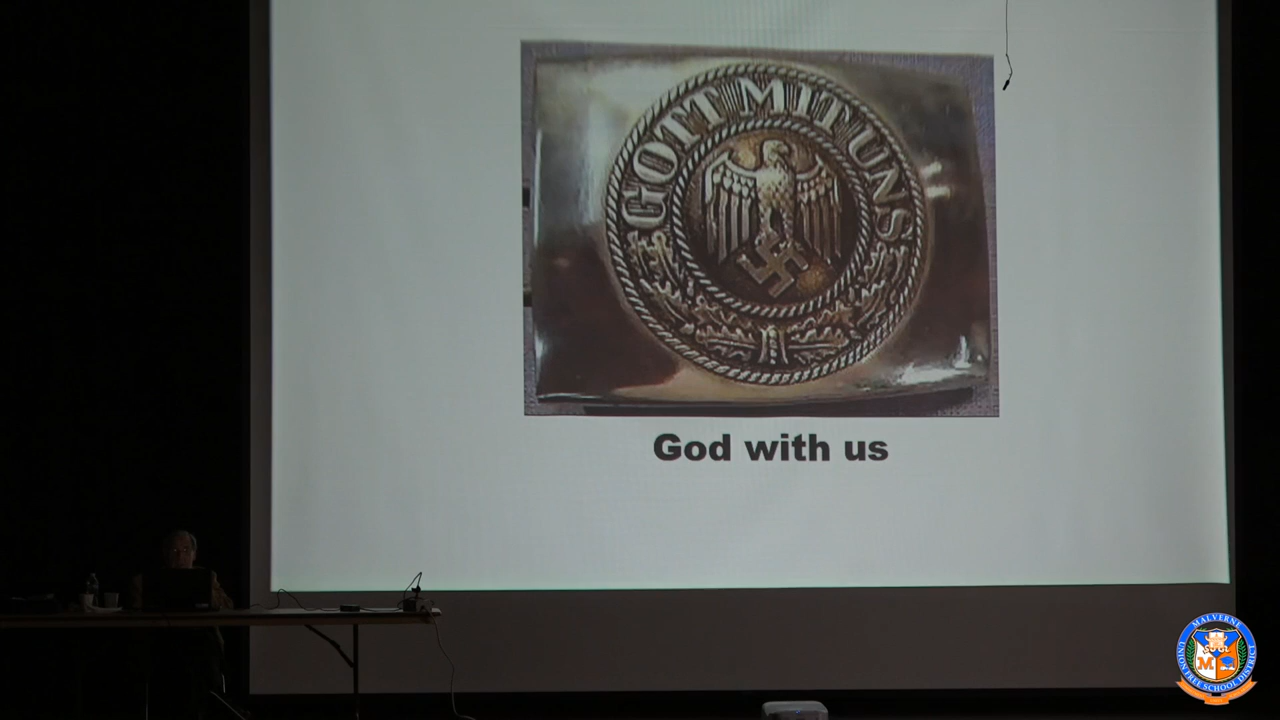 GOTT MIT UNS
God with us
MALVERNE
UNION FREE SCHOOL DISTRICT
M